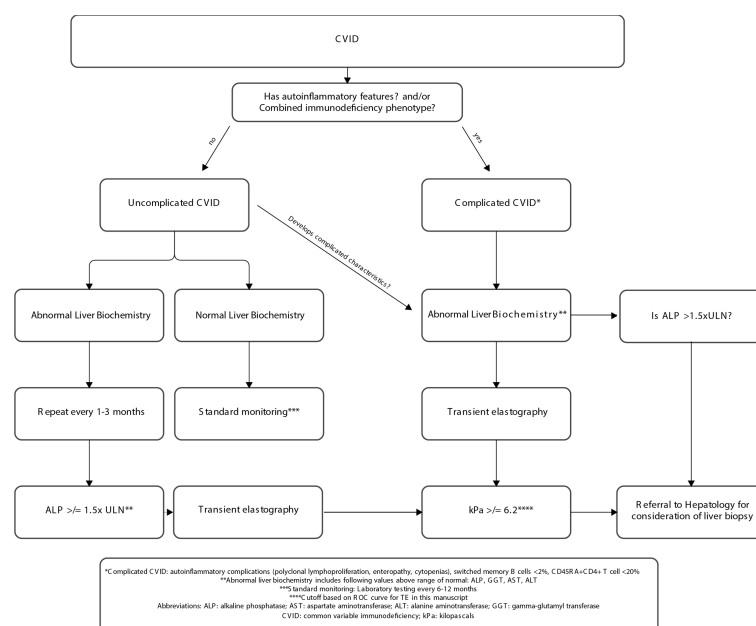 CVID
Has autoinflammatory features? and/or
Combined immunodeficiency phenotype?
no
yes
Uncomplicated CVID
Complicated CVID*
Develops complicated characteristics?
Abnormal Liver Biochemistry
Normal Liver Biochemistry
Abnormal Liver Biochemistry**
Is ALP >1.5xULN?
Repeat every 1-3 months
Standard monitoring***
Transient elastography
ALP >/= 1.5x ULN**
Transient elastography
kPa >/= 6.2****
Referral to Hepatology for
consideration of liver biopsy
*Complicated CVID: autoinflammatory complications (polyclonal lymphoproliferation, enteropathy, cytopenias), switched memory B cells <2%, CD45RA+CD4+ T cell <20%
**Abnormal liver biochemistry includes following values above range of normal: ALP, GGT, AST, ALT
***Standard monitoring: Laboratory testing every 6-12 months
****Cutoff based on ROC curve for TE in this manuscript
Abbreviations: ALP: alkaline phosphatase; AST: aspartate aminotransferase; ALT: alanine aminotransferase; GGT: gamma-glutamyl transferase
CVID: common variable immunodeficiency; kPa: kilopascals